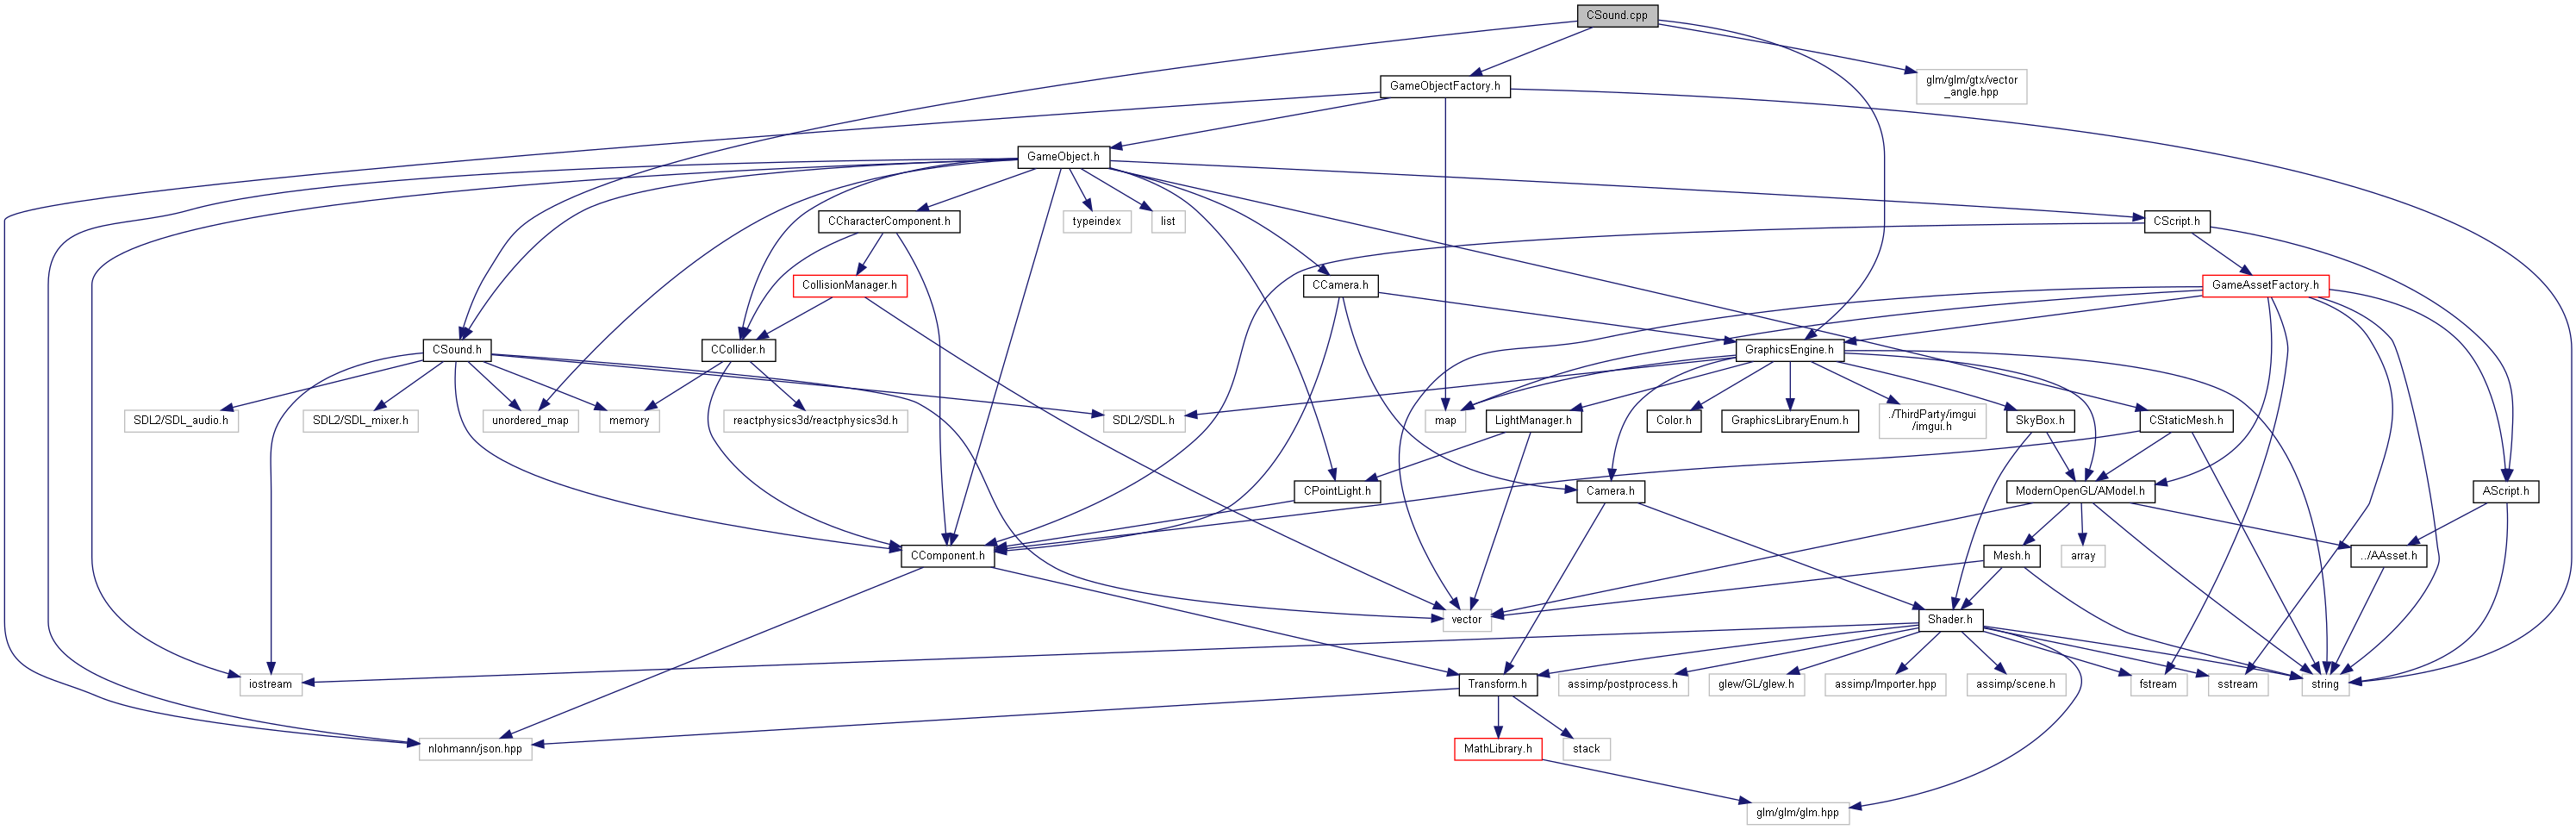 CSound.cpp
GameObjectFactory.h
glm/glm/gtx/vector
_angle.hpp
GameObject.h
CCharacterComponent.h
typeindex
list
CScript.h
CollisionManager.h
CCamera.h
GameAssetFactory.h
CSound.h
CCollider.h
GraphicsEngine.h
SDL2/SDL_audio.h
SDL2/SDL_mixer.h
unordered_map
memory
reactphysics3d/reactphysics3d.h
SDL2/SDL.h
map
LightManager.h
Color.h
GraphicsLibraryEnum.h
./ThirdParty/imgui
/imgui.h
SkyBox.h
CStaticMesh.h
CPointLight.h
Camera.h
ModernOpenGL/AModel.h
AScript.h
CComponent.h
Mesh.h
array
../AAsset.h
vector
Shader.h
iostream
Transform.h
assimp/postprocess.h
glew/GL/glew.h
assimp/Importer.hpp
assimp/scene.h
fstream
sstream
string
nlohmann/json.hpp
MathLibrary.h
stack
glm/glm/glm.hpp